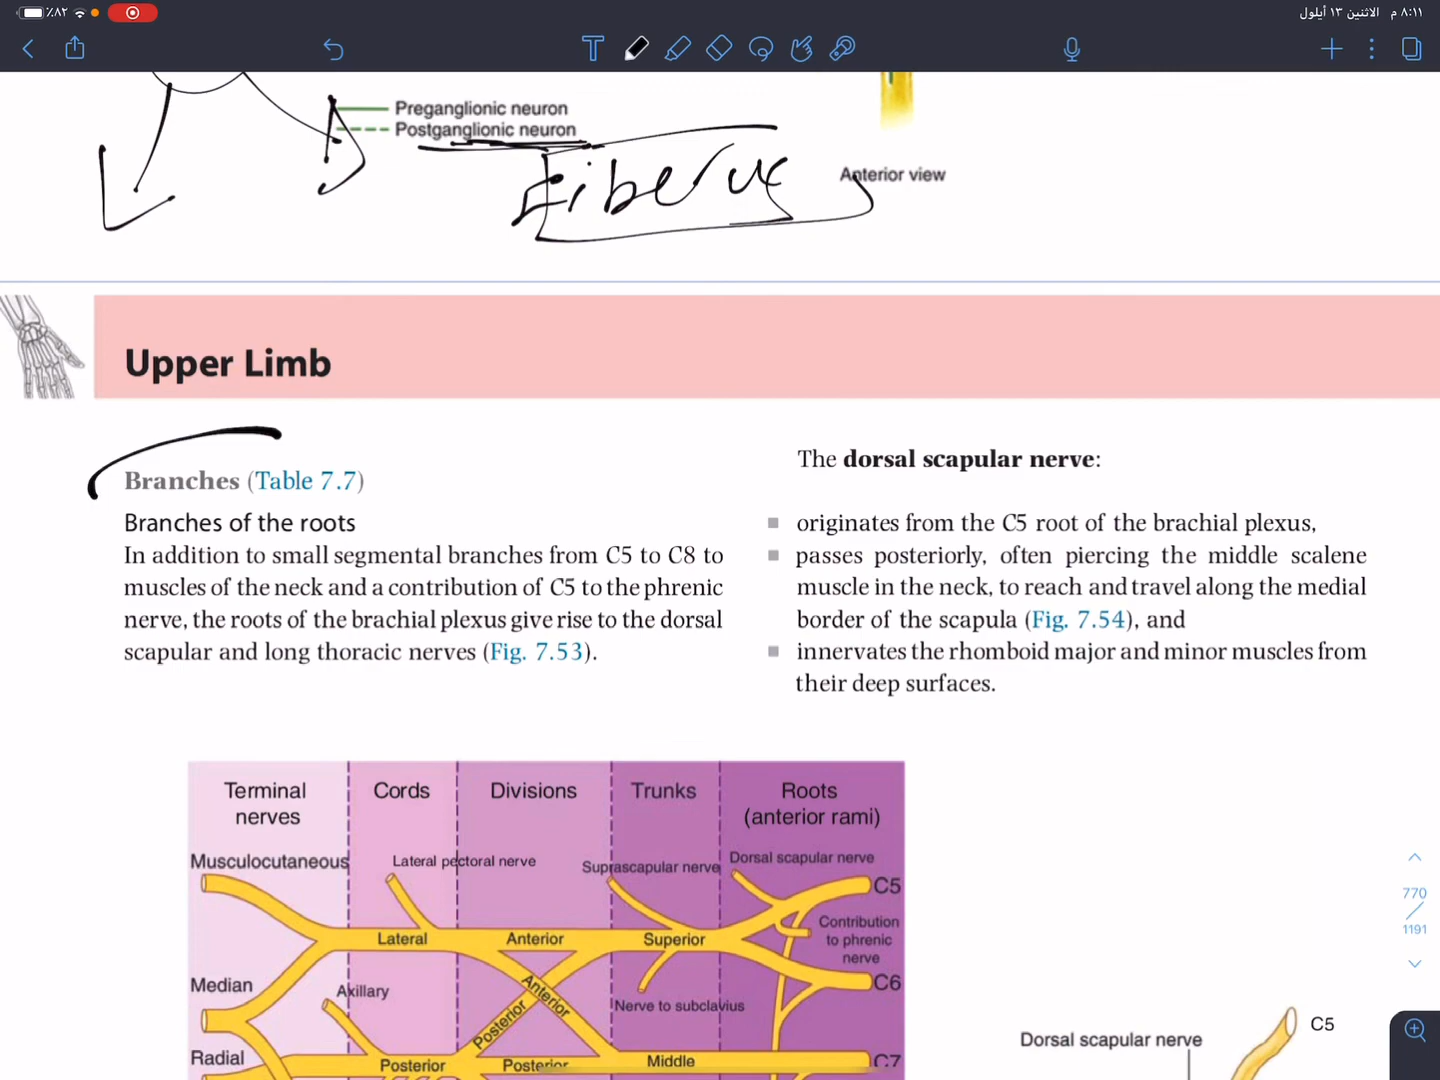 ٪٨٢
٨:١١ م الاثنين ١٣ أيلول
Preganglionic neuron
Postganglionic neuron
Anterior view
Upper Limb
Branches (Table 7.7)
Branches of the roots
In addition to small segmental branches from C5 to C8 to
muscles of the neck and a contribution of C5 to the phrenic
nerve, the roots of the brachial plexus give rise to the dorsal
scapular and long thoracic nerves (Fig. 7.53).
The dorsal scapular nerve:
originates from the C5 root of the brachial plexus,
passes posteriorly, often piercing the middle scalene
muscle in the neck, to reach and travel along the medial
border of the scapula (Fig. 7.54), and
innervates the rhomboid major and minor muscles from
their deep surfaces.
Terminal
nerves
Cords
Divisions
Trunks
Roots
(anterior rami)
Musculocutaneous
Lateral pectoral nerve
Suprascapular nerve
Dorsal scapular nerve
C5
Contribution
to phrenic
nerve
Lateral
Anterior
Superior
C6
Median
Axillary
Anterior
Posterior
Nerve to subclavius
Radial
Posterior
Posterior
Middle
C7
770
1191
Dorsal scapular nerve
C5